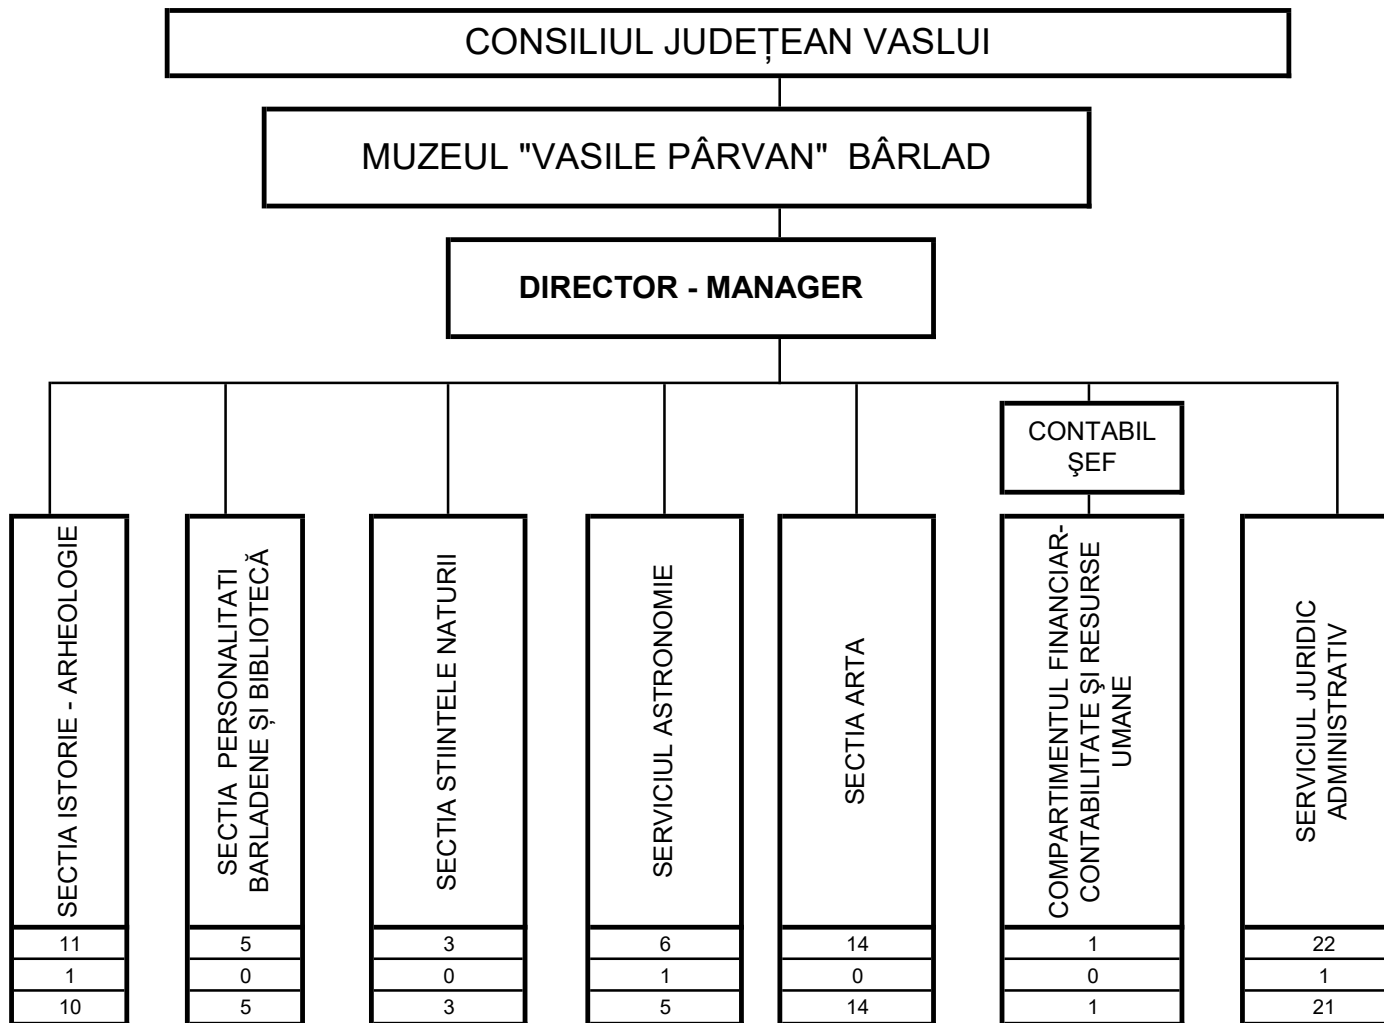 CONSILIUL JUDEȚEAN VASLUI
MUZEUL "VASILE PÂRVAN" BÂRLAD
DIRECTOR - MANAGER
CONTABIL
ŞEF
SECTIA ISTORIE - ARHEOLOGIE
SECTIA PERSONALITATI
BARLADENE ȘI BIBLIOTECĂ
SECTIA STIINTELE NATURII
SERVICIUL ASTRONOMIE
SECTIA ARTA
COMPARTIMENTUL FINANCIAR-
CONTABILITATE ŞI RESURSE
UMANE
SERVICIUL JURIDIC
ADMINISTRATIV
11 5 3 6 14 1 22
1 0 0 1 0 0 1
10 5 3 5 14 1 21